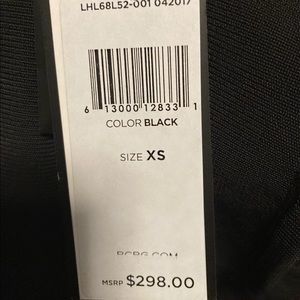 LHL68L52-001 042017
6 13000 12833 1
COLOR BLACK
SIZE XS
MSRP $298.00